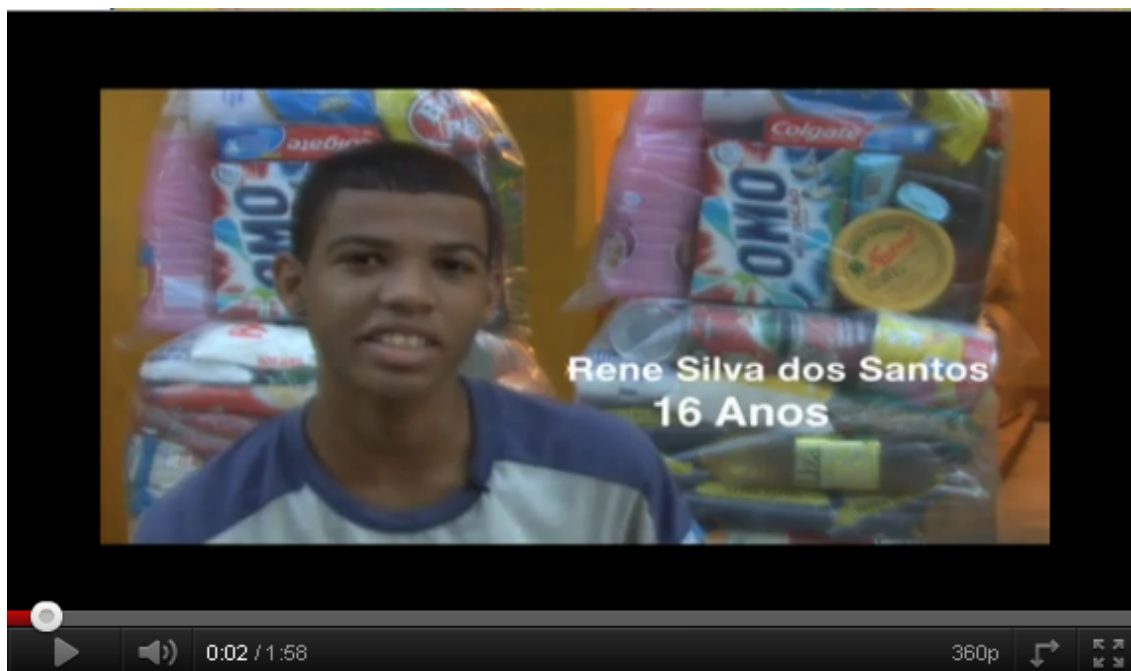 Colgate
Colgate
OMO
OMO
Rene Silva dos Santos
16 Anos
0:02 / 1:58
360p